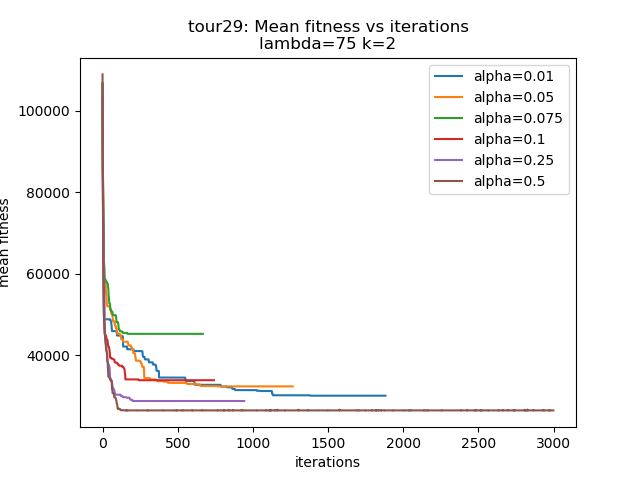 tour29: Mean fitness vs iterations
lambda=75 k=2
alpha=0.01
alpha=0.05
alpha=0.075
alpha=0.1
alpha=0.25
alpha=0.5
100000
80000
60000
40000
mean fitness
0 500 1000 1500 2000 2500 3000
iterations